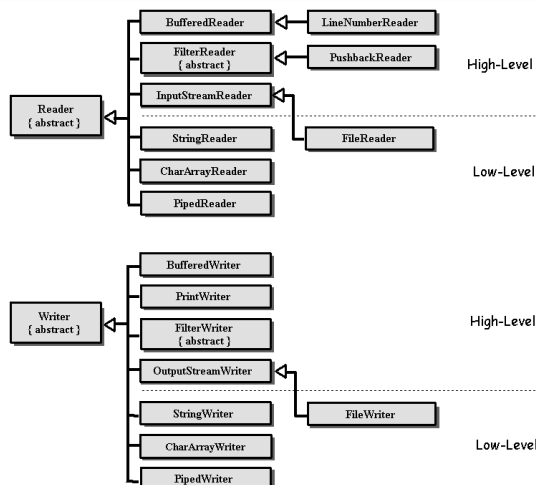 BufferedReader
LineNumberReader
FilterReader
{ abstract }
PushbackReader
High-Level
InputStreamReader
Reader
{ abstract }
StringReader
FileReader
CharArrayReader
Low-Level
PipedReader
BufferedWriter
PrintWriter
Writer
{ abstract }
High-Level
FilterWriter
{ abstract }
OutputStreamWriter
StringWriter
FileWriter
CharArrayWriter
Low-Level
PipedWriter